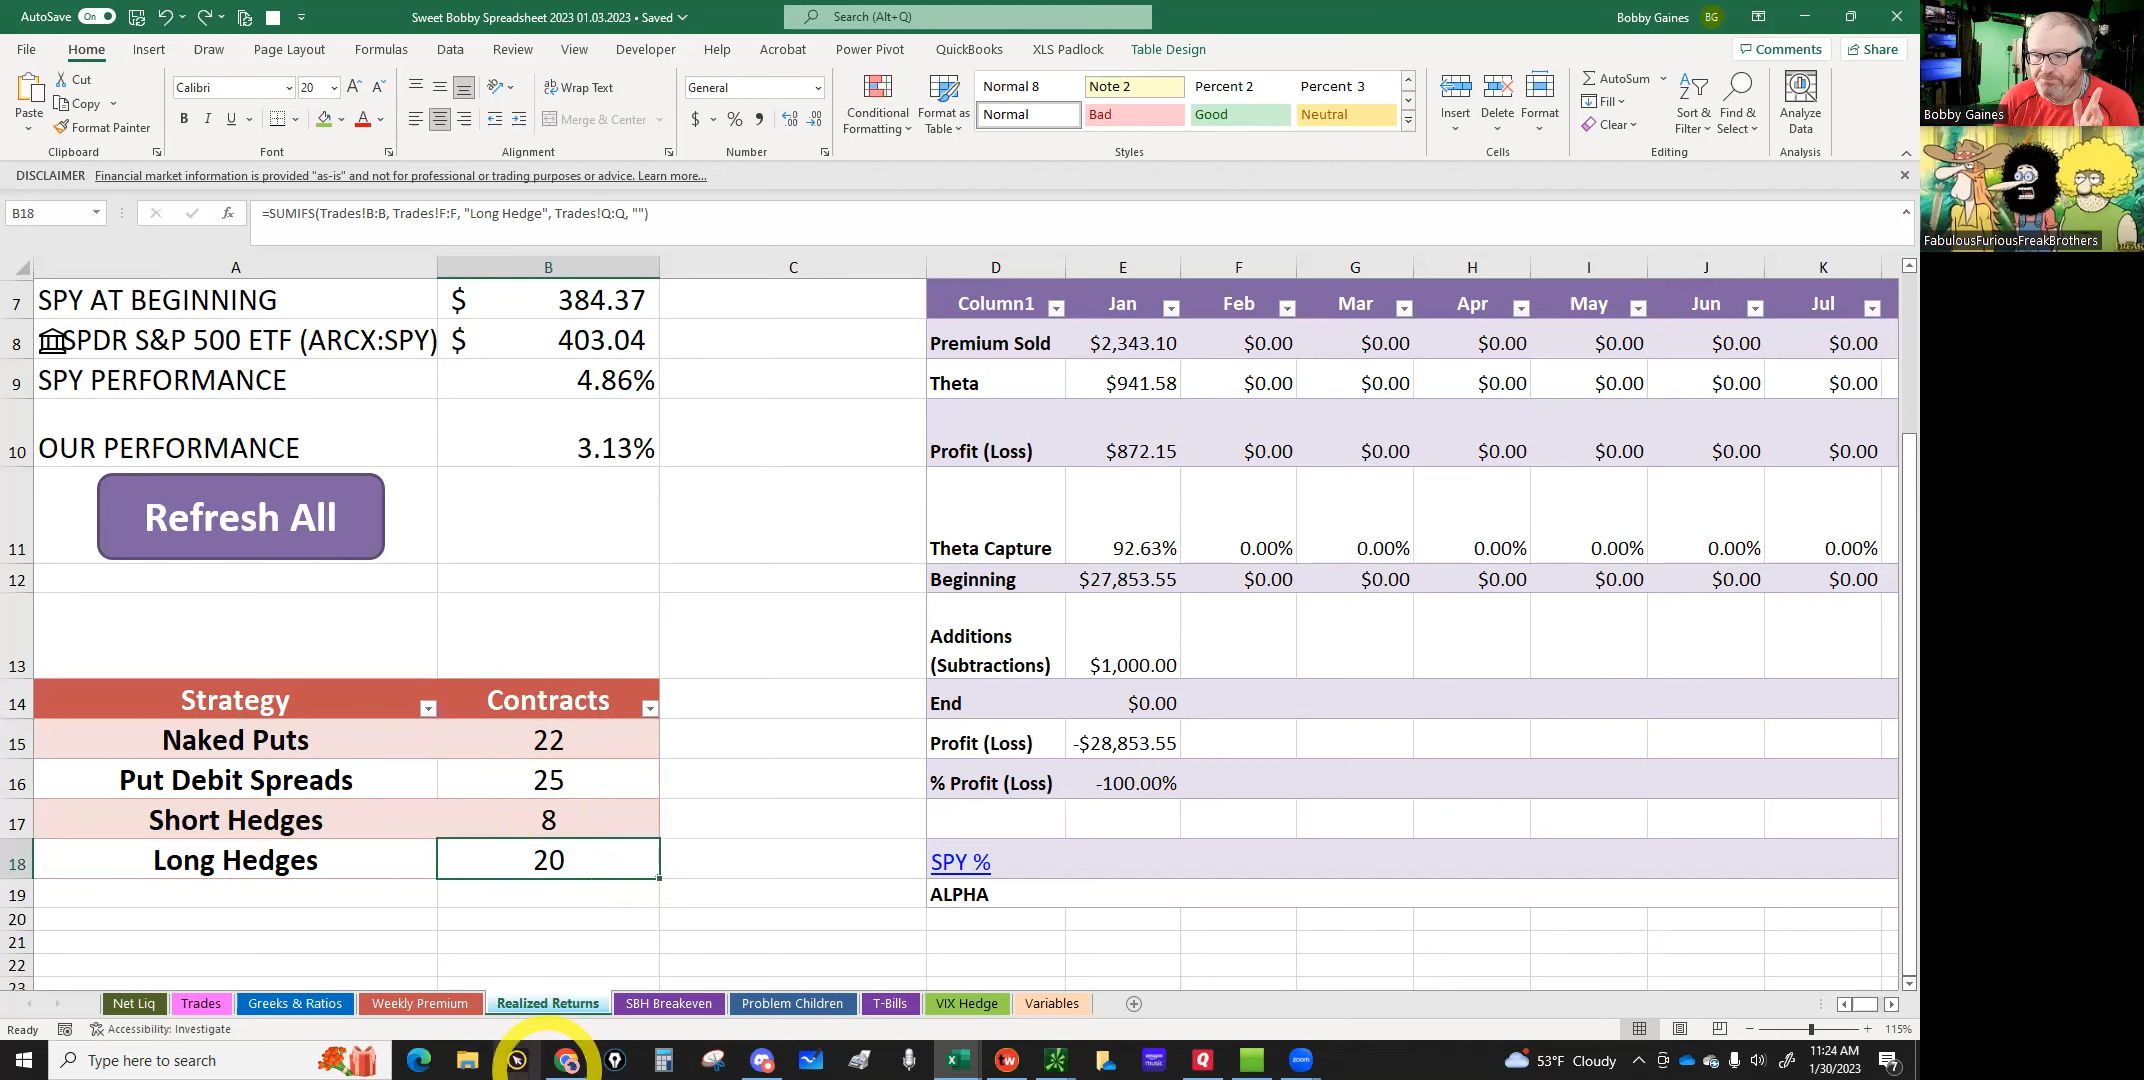 AutoSave On Sweet Bobby Spreadsheet 2023 01.03.2023 • Saved Search (Alt+Q) Bobby Gaines BG
File Home Insert Draw Page Layout Formulas Data Review View Developer Help Acrobat Power Pivot QuickBooks XLS Padlock Table Design Comments Share
Paste Cut Copy Format Painter Clipboard
Calibri 20 A A B I U A Font
Wrap Text Merge & Center Alignment
General $ % Number
Conditional Formatting Format as Table
Normal 8 Note 2 Percent 2 Percent 3
Normal Bad Good Neutral
Styles
Insert Delete Format Cells
AutoSum Fill Clear Sort & Filter Find & Select Editing
Analyze Data Analysis
Bobby Gaines
FabulousFuriousFreakBrothers
DISCLAIMER Financial market information is provided "as-is" and not for professional or trading purposes or advice. Learn more...
B18 fx =SUMIFS(Trades!B:B, Trades!F:F, "Long Hedge", Trades!Q:Q, "")
A B C D E F G H I J K
7 SPY AT BEGINNING $ 384.37 Column1 Jan Feb Mar Apr May Jun Jul
8 SPDR S&P 500 ETF (ARCX:SPY) $ 403.04 Premium Sold $2,343.10 $0.00 $0.00 $0.00 $0.00 $0.00 $0.00
9 SPY PERFORMANCE 4.86% Theta $941.58 $0.00 $0.00 $0.00 $0.00 $0.00 $0.00
10 OUR PERFORMANCE 3.13% Profit (Loss) $872.15 $0.00 $0.00 $0.00 $0.00 $0.00 $0.00
Refresh All
11 Theta Capture 92.63% 0.00% 0.00% 0.00% 0.00% 0.00% 0.00%
12 Beginning $27,853.55 $0.00 $0.00 $0.00 $0.00 $0.00 $0.00
Additions
13 (Subtractions) $1,000.00
14 Strategy Contracts End $0.00
15 Naked Puts 22 Profit (Loss) -$28,853.55
16 Put Debit Spreads 25 % Profit (Loss) -100.00%
17 Short Hedges 8
18 Long Hedges 20 SPY %
19 ALPHA
20
21
22
23
Net Liq Trades Greeks & Ratios Weekly Premium Realized Returns SBH Breakeven Problem Children T-Bills VIX Hedge Variables
Ready Accessibility: Investigate 115%
Type here to search 53°F Cloudy 11:24 AM
1/30/2023